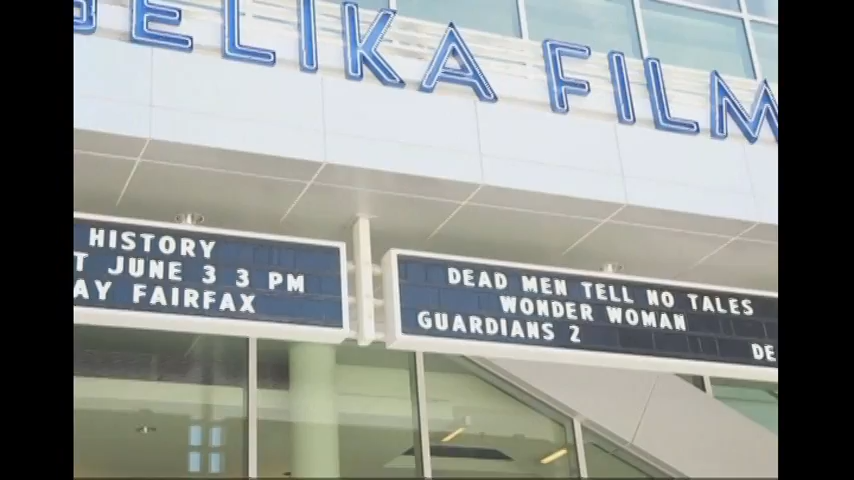 GELIKA FILM
HISTORY
T JUNE 3 3 PM
AY FAIRFAX
DEAD MEN TELL NO TALES
WONDER WOMAN
GUARDIANS 2
DE